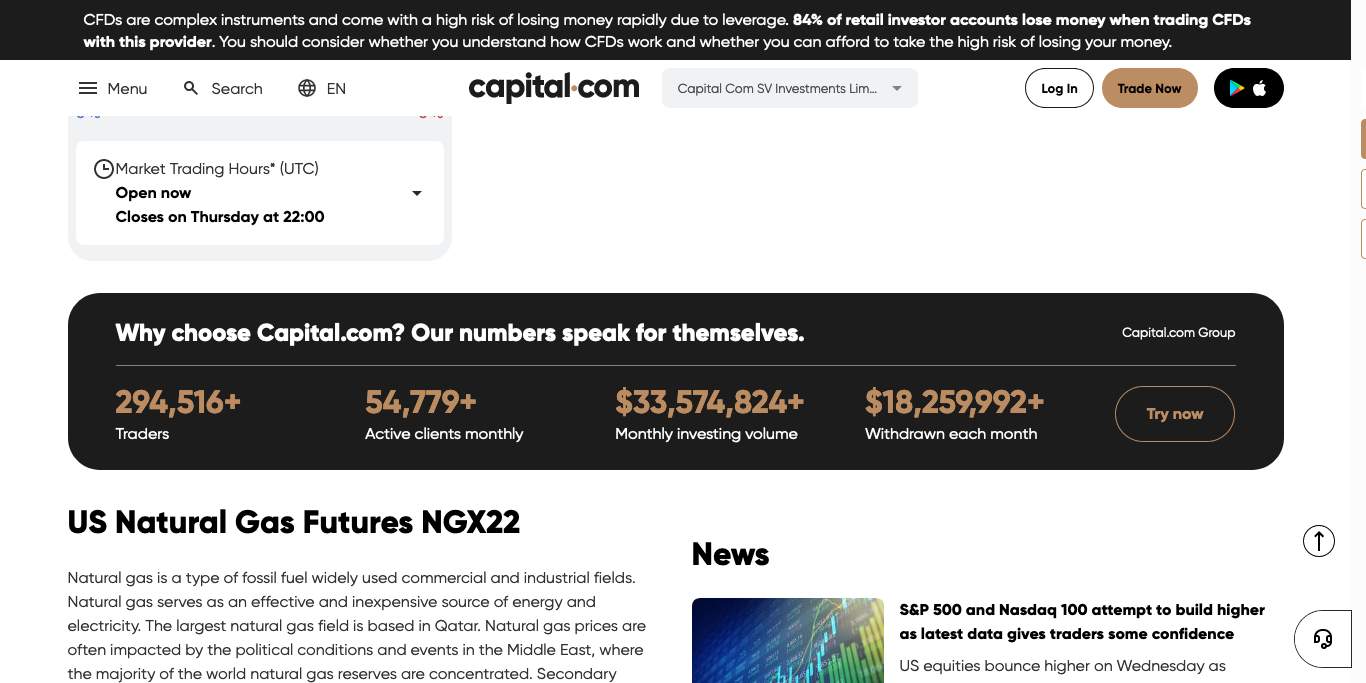 CFDs are complex instruments and come with a high risk of losing money rapidly due to leverage. 84% of retail investor accounts lose money when trading CFDs
with this provider. You should consider whether you understand how CFDs work and whether you can afford to take the high risk of losing your money.
Menu Search EN capital.com Capital Com SV Investments Lim... Log In Trade Now
Market Trading Hours* (UTC)
Open now
Closes on Thursday at 22:00
Why choose Capital.com? Our numbers speak for themselves. Capital.com Group
294,516+ 54,779+ $33,574,824+ $18,259,992+ Try now
Traders Active clients monthly Monthly investing volume Withdrawn each month
US Natural Gas Futures NGX22
Natural gas is a type of fossil fuel widely used commercial and industrial fields.
Natural gas serves as an effective and inexpensive source of energy and
electricity. The largest natural gas field is based in Qatar. Natural gas prices are
often impacted by the political conditions and events in the Middle East, where
the majority of the world natural gas reserves are concentrated. Secondary
News
S&P 500 and Nasdaq 100 attempt to build higher
as latest data gives traders some confidence
US equities bounce higher on Wednesday as